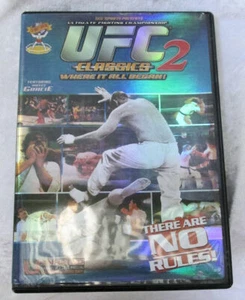 ULTIMATE FIGHTING CHAMPIONSHIP
UFC 2
CLASSICS
WHERE IT ALL BEGAN!
GRACIE
THERE ARE
NO
RULES!